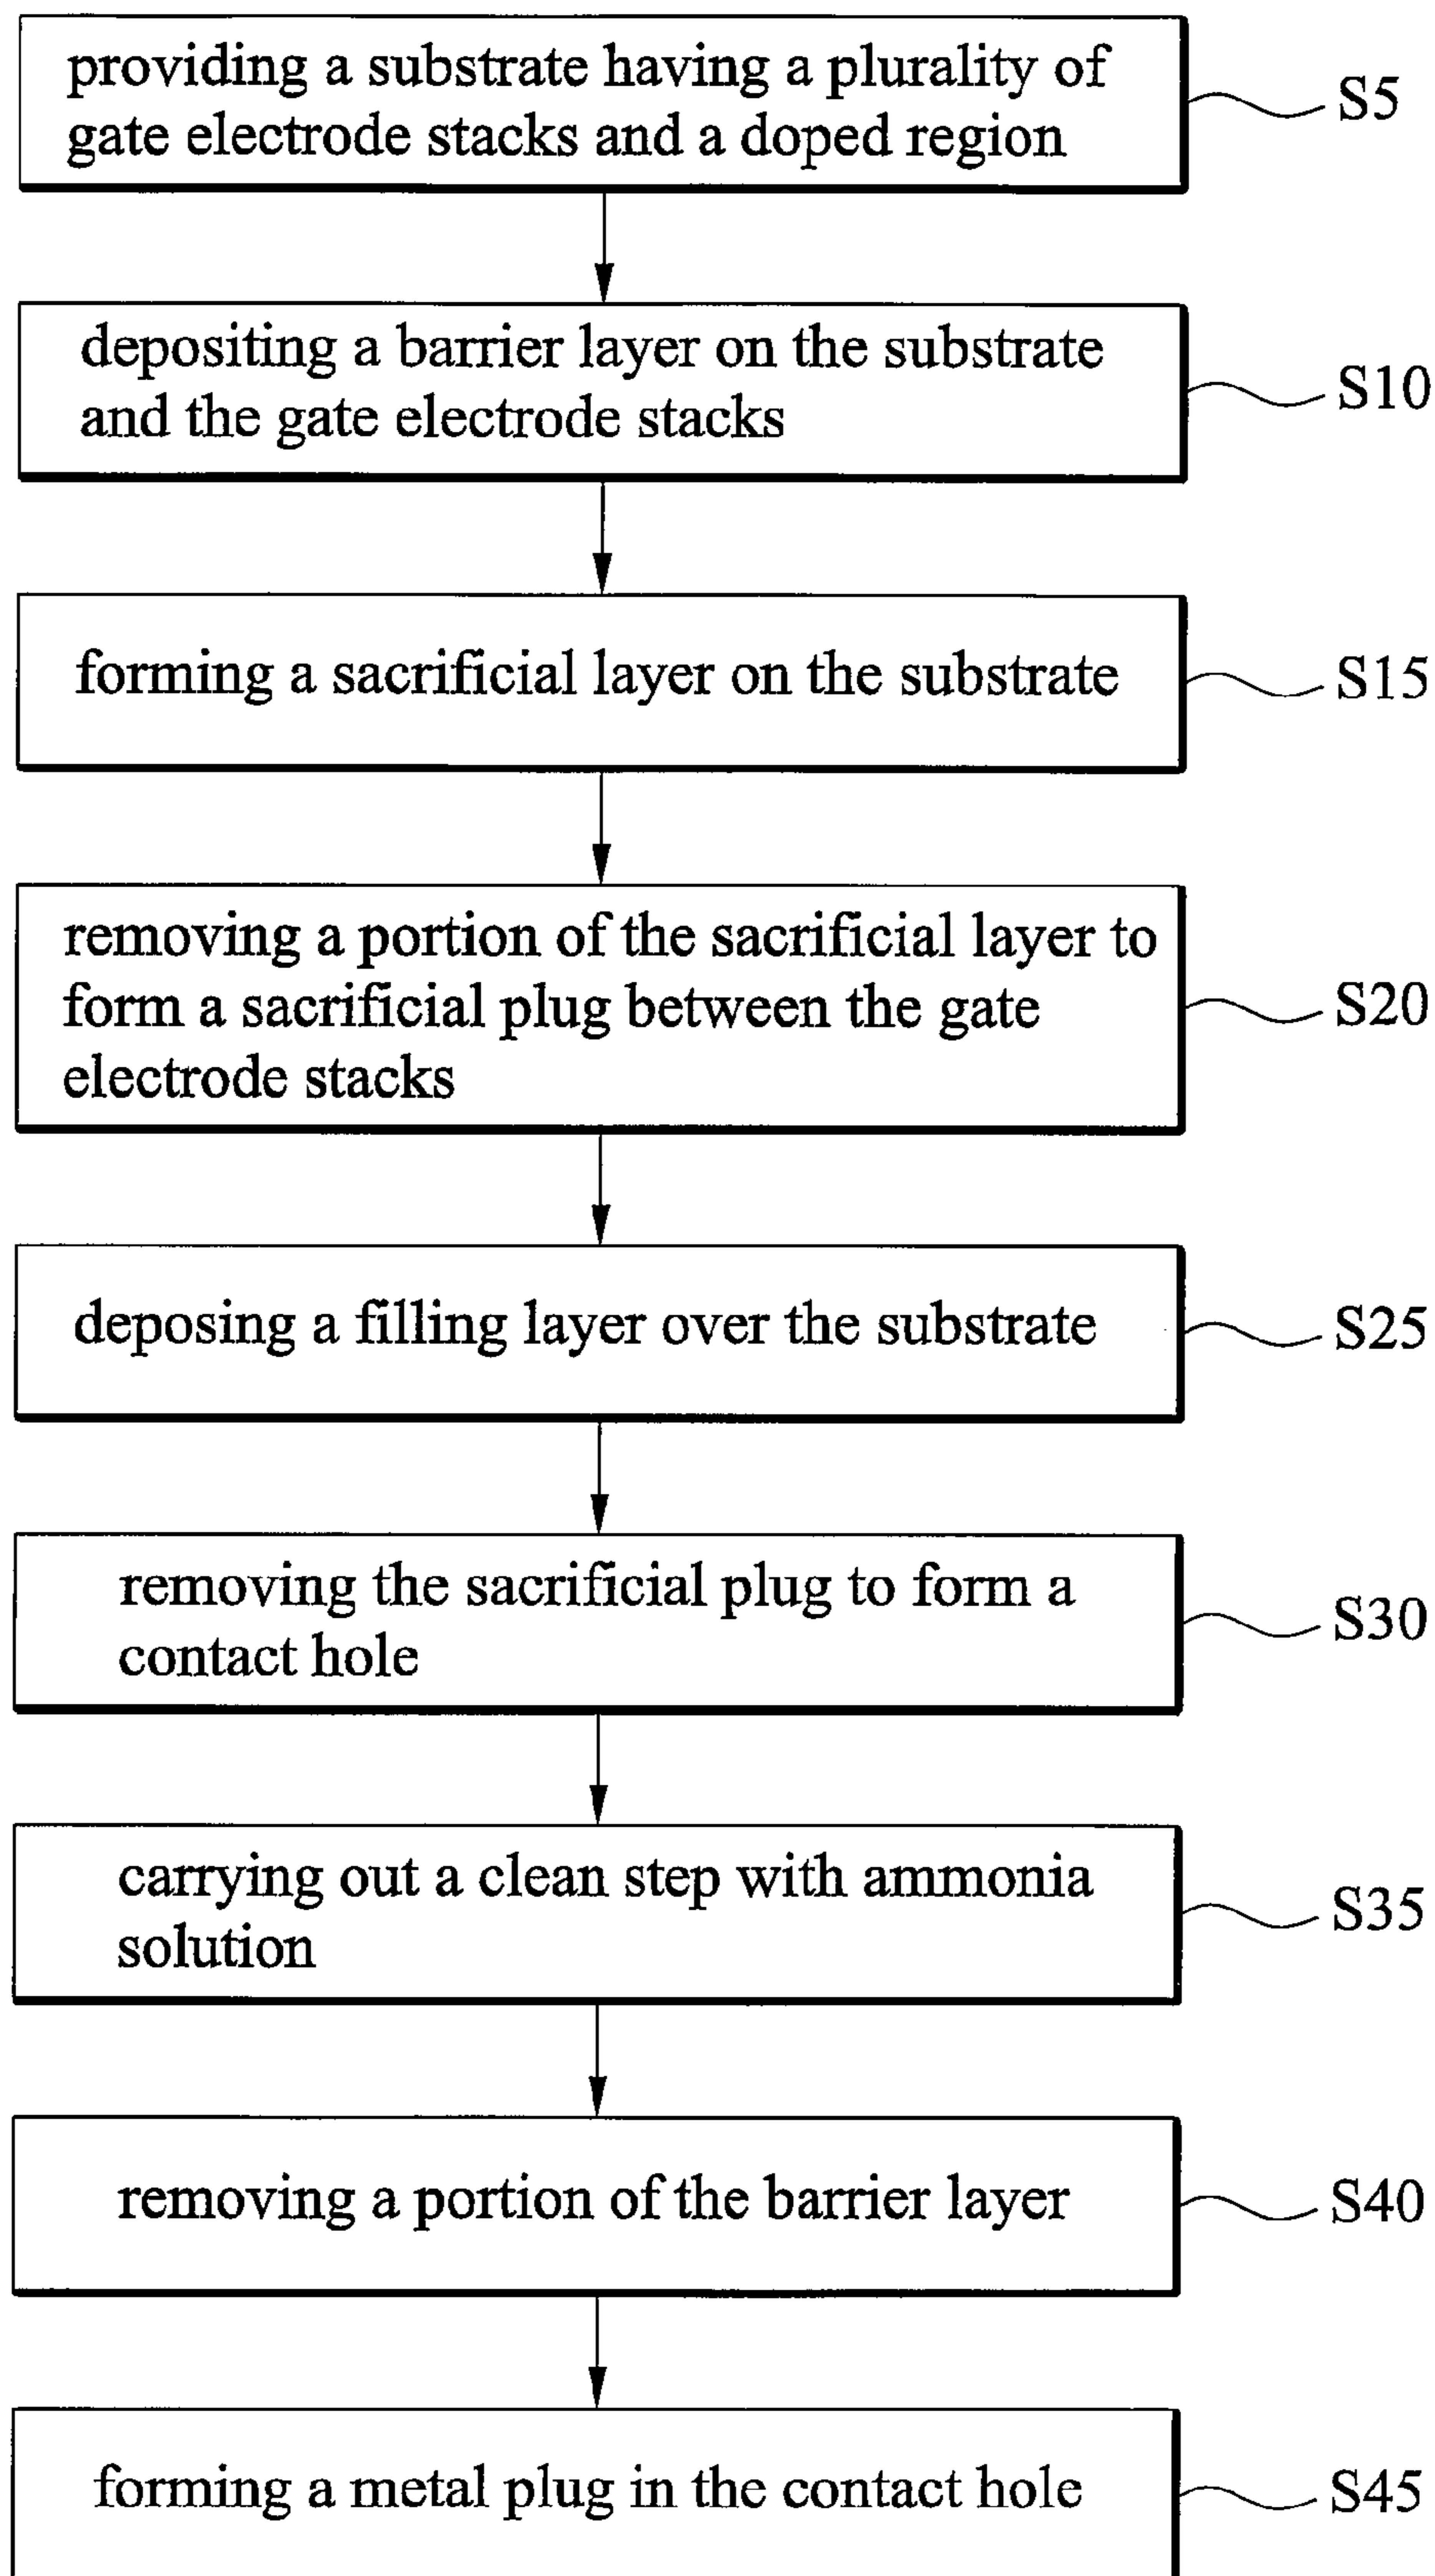 providing a substrate having a plurality of
gate electrode stacks and a doped region
S5
depositing a barrier layer on the substrate
and the gate electrode stacks
S10
forming a sacrificial layer on the substrate
S15
removing a portion of the sacrificial layer to
form a sacrificial plug between the gate
electrode stacks
S20
deposing a filling layer over the substrate
S25
removing the sacrificial plug to form a
contact hole
S30
carrying out a clean step with ammonia
solution
S35
removing a portion of the barrier layer
S40
forming a metal plug in the contact hole
S45